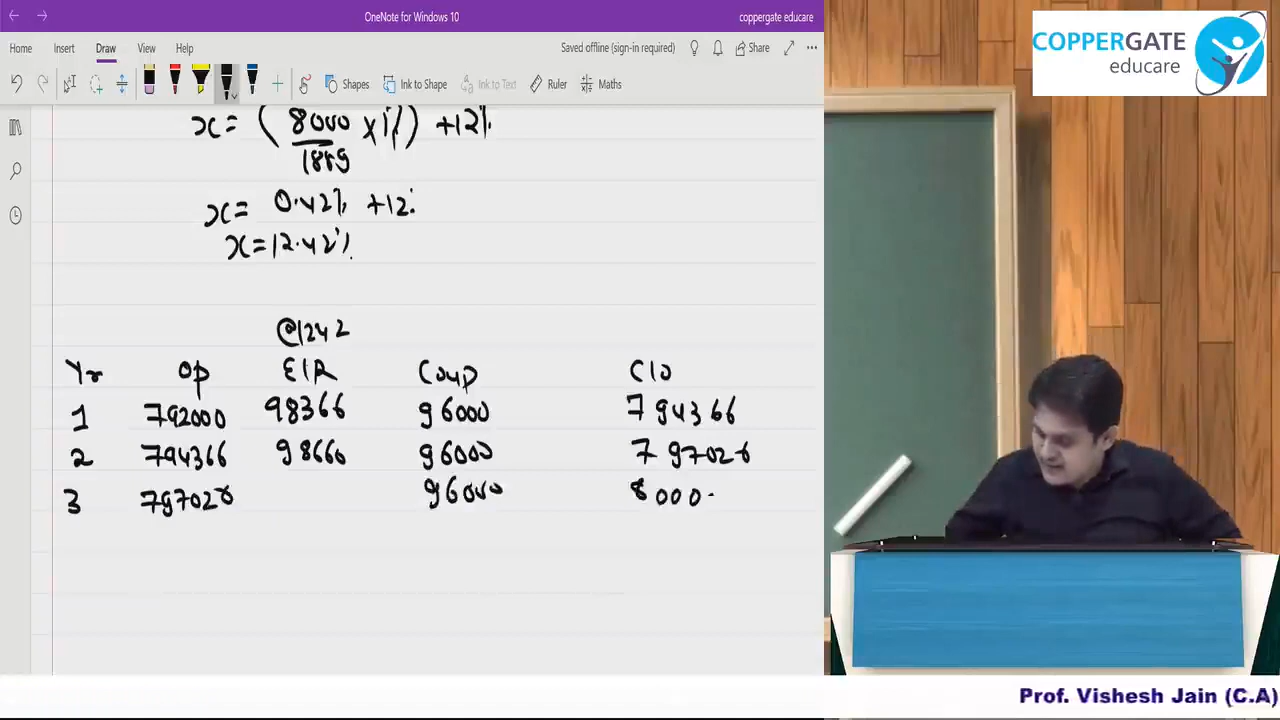 OneNote for Windows 10
coppergate educare
Home Insert Draw View Help
Saved offline (sign-in required) Share
Shapes Ink to Shape Ink to Text Ruler Maths
COPPERGATE
educare
x = ( 8000 x 1% ) + 12%
1889
x = 0.42% + 12%
x = 12.42%
@1242
Yr Op EIR Coup Clo
1 792000 98366 96000 794366
2 794366 98660 96000 797026
3 797026 96000 8000
Prof. Vishesh Jain (C.A)